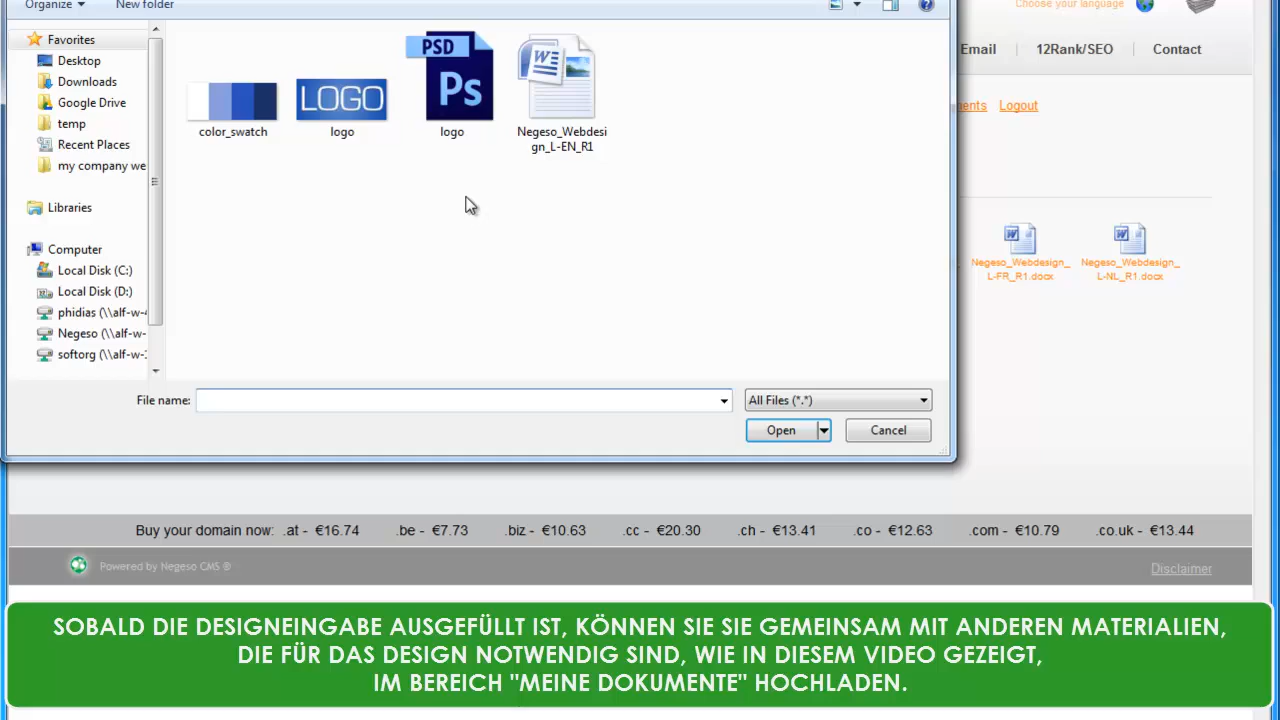 Organize
New folder
Choose your language
Favorites
Desktop
Downloads
Google Drive
temp
Recent Places
my company we
Libraries
Computer
Local Disk (C:)
Local Disk (D:)
phidias (\\alf-w-4
Negeso (\\alf-w-
softorg (\\alf-w-
PSD
Ps
W
LOGO
color_swatch
logo
logo
Negeso_Webdesi
gn_L-EN_R1
Email
12Rank/SEO
Contact
ents
Logout
W
W
Negeso_Webdesign_
L-FR_R1.docx
Negeso_Webdesign_
L-NL_R1.docx
File name:
All Files (*.*)
Open
Cancel
Buy your domain now: .at - €16.74 .be - €7.73 .biz - €10.63 .cc - €20.30 .ch - €13.41 .co - €12.63 .com - €10.79 .co.uk - €13.44
Powered by Negeso CMS ®
Disclaimer
SOBALD DIE DESIGNEINGABE AUSGEFÜLLT IST, KÖNNEN SIE SIE GEMEINSAM MIT ANDEREN MATERIALIEN,
DIE FÜR DAS DESIGN NOTWENDIG SIND, WIE IN DIESEM VIDEO GEZEIGT,
IM BEREICH "MEINE DOKUMENTE" HOCHLADEN.